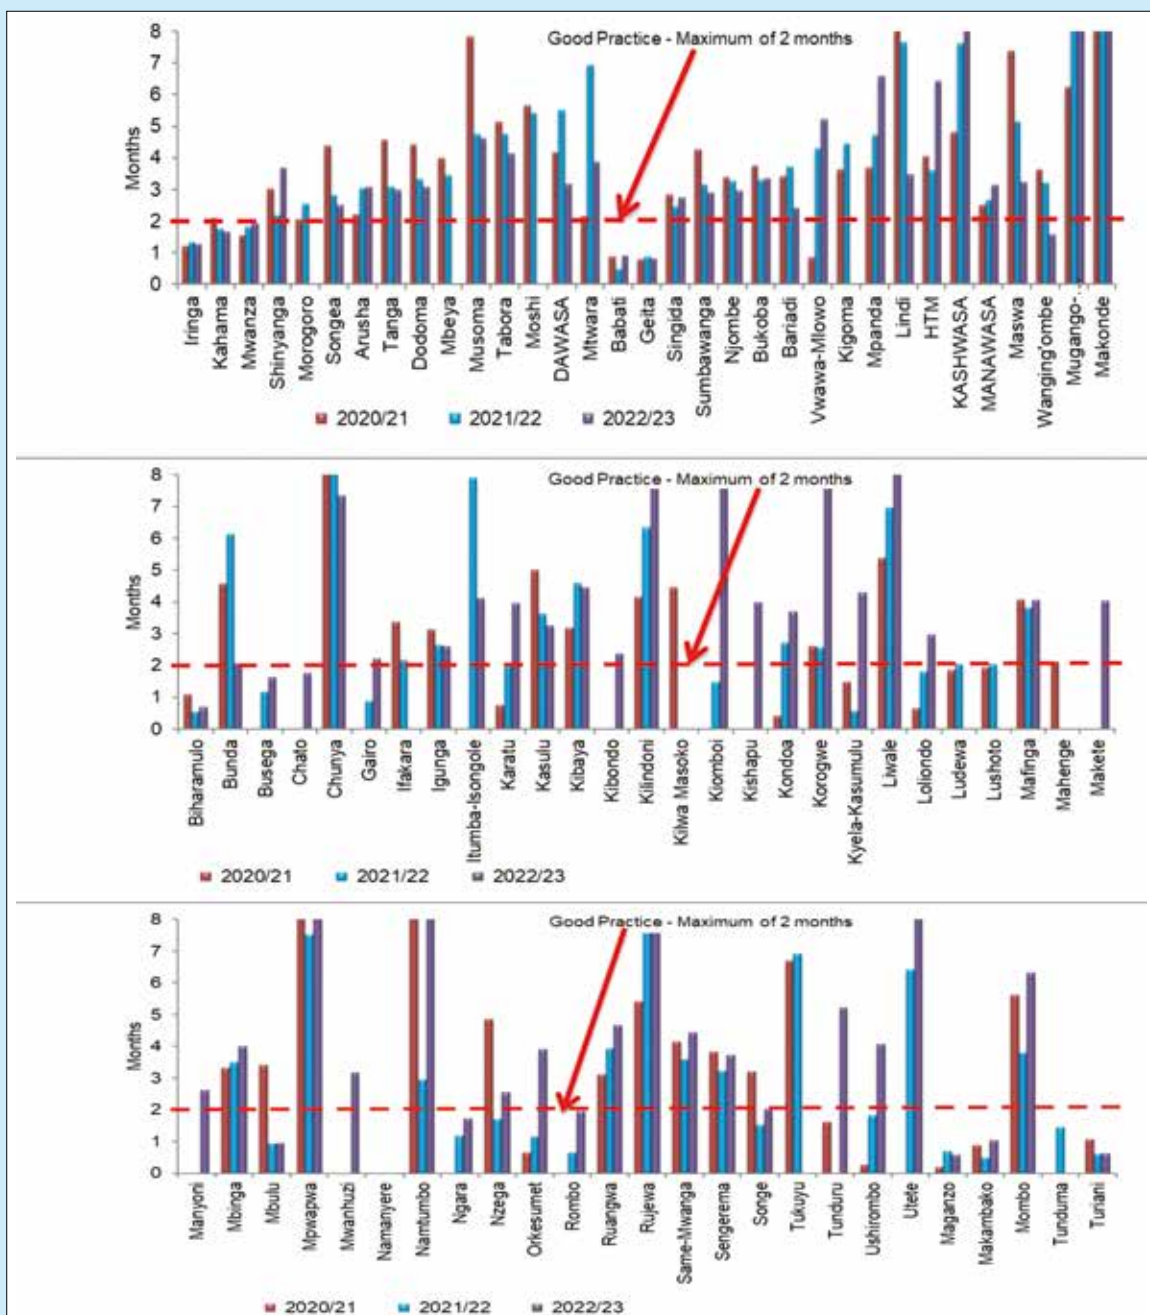 Good Practice - Maximum of 2 months
Months
8
7
6
5
4
3
2
1
0
Iringa
Kahama
Mwanza
Shinyanga
Morogoro
Songea
Arusha
Tanga
Dodoma
Mbeya
Musoma
Tabora
Moshi
DAWASA
Mtwara
Babati
Geita
Singida
Sumbawanga
Njombe
Bukoba
Bariadi
Vwawa-Mlowo
Kigoma
Mpanda
Lindi
HTM
KASHWASA
MANAWASA
Maswa
Wanging'ombe
Mugango-...
Makonde
2020/21 2021/22 2022/23
Good Practice - Maximum of 2 months
Months
8
7
6
5
4
3
2
1
0
Biharamulo
Bunda
Busega
Chato
Chunya
Gairo
Ifakara
Igunga
Itumba-Isongole
Karatu
Kasulu
Kibaya
Kibondo
Kilindoni
Kilwa Masoko
Kiomboi
Kishapu
Kondoa
Korogwe
Kyela-Kasumulu
Liwale
Loliondo
Ludewa
Lushoto
Mafinga
Mahenge
Makete
2020/21 2021/22 2022/23
Good Practice - Maximum of 2 months
Months
8
7
6
5
4
3
2
1
0
Manyoni
Mbinga
Mbulu
Mpwapwa
Mwanhuzi
Namanyere
Namtumbo
Ngara
Nzega
Orkesumet
Rombo
Ruangwa
Rujewa
Same-Mwanga
Sengerema
Songe
Tukuyu
Tunduru
Ushirombo
Utete
Maganzo
Makambako
Mombo
Tunduma
Turiani
2020/21 2021/22 2022/23